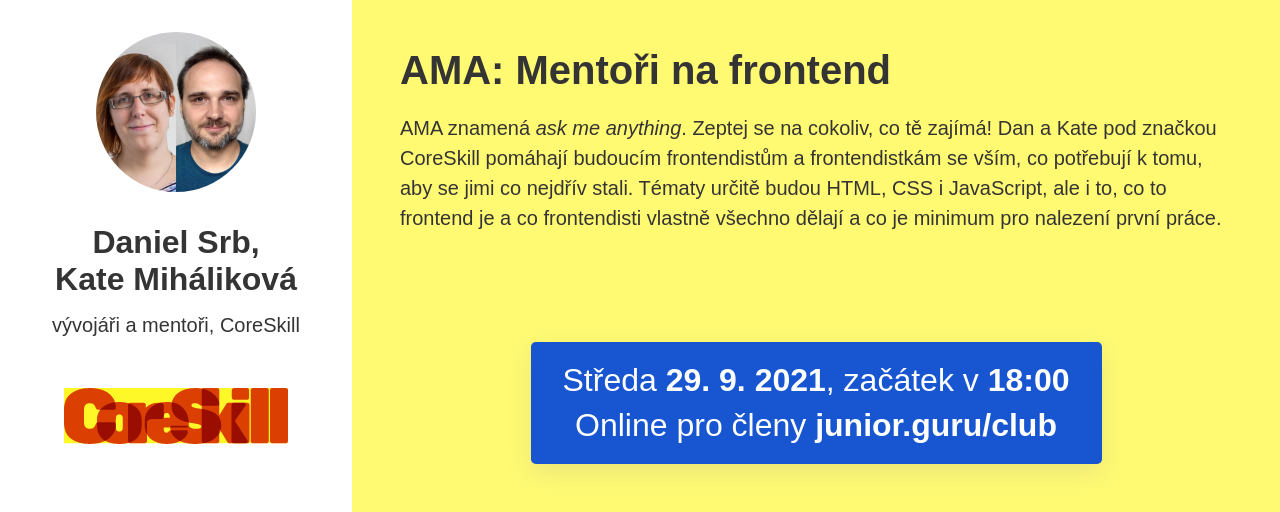 Daniel Srb,
Kate Miháliková
vývojáři a mentoři, CoreSkill
CoreSkill
AMA: Mentoři na frontend
AMA znamená ask me anything. Zeptej se na cokoliv, co tě zajímá! Dan a Kate pod značkou
CoreSkill pomáhají budoucím frontendistům a frontendistkám se vším, co potřebují k tomu,
aby se jimi co nejdřív stali. Tématy určitě budou HTML, CSS i JavaScript, ale i to, co to
frontend je a co frontendisti vlastně všechno dělají a co je minimum pro nalezení první práce.
Středa 29. 9. 2021, začátek v 18:00
Online pro členy junior.guru/club